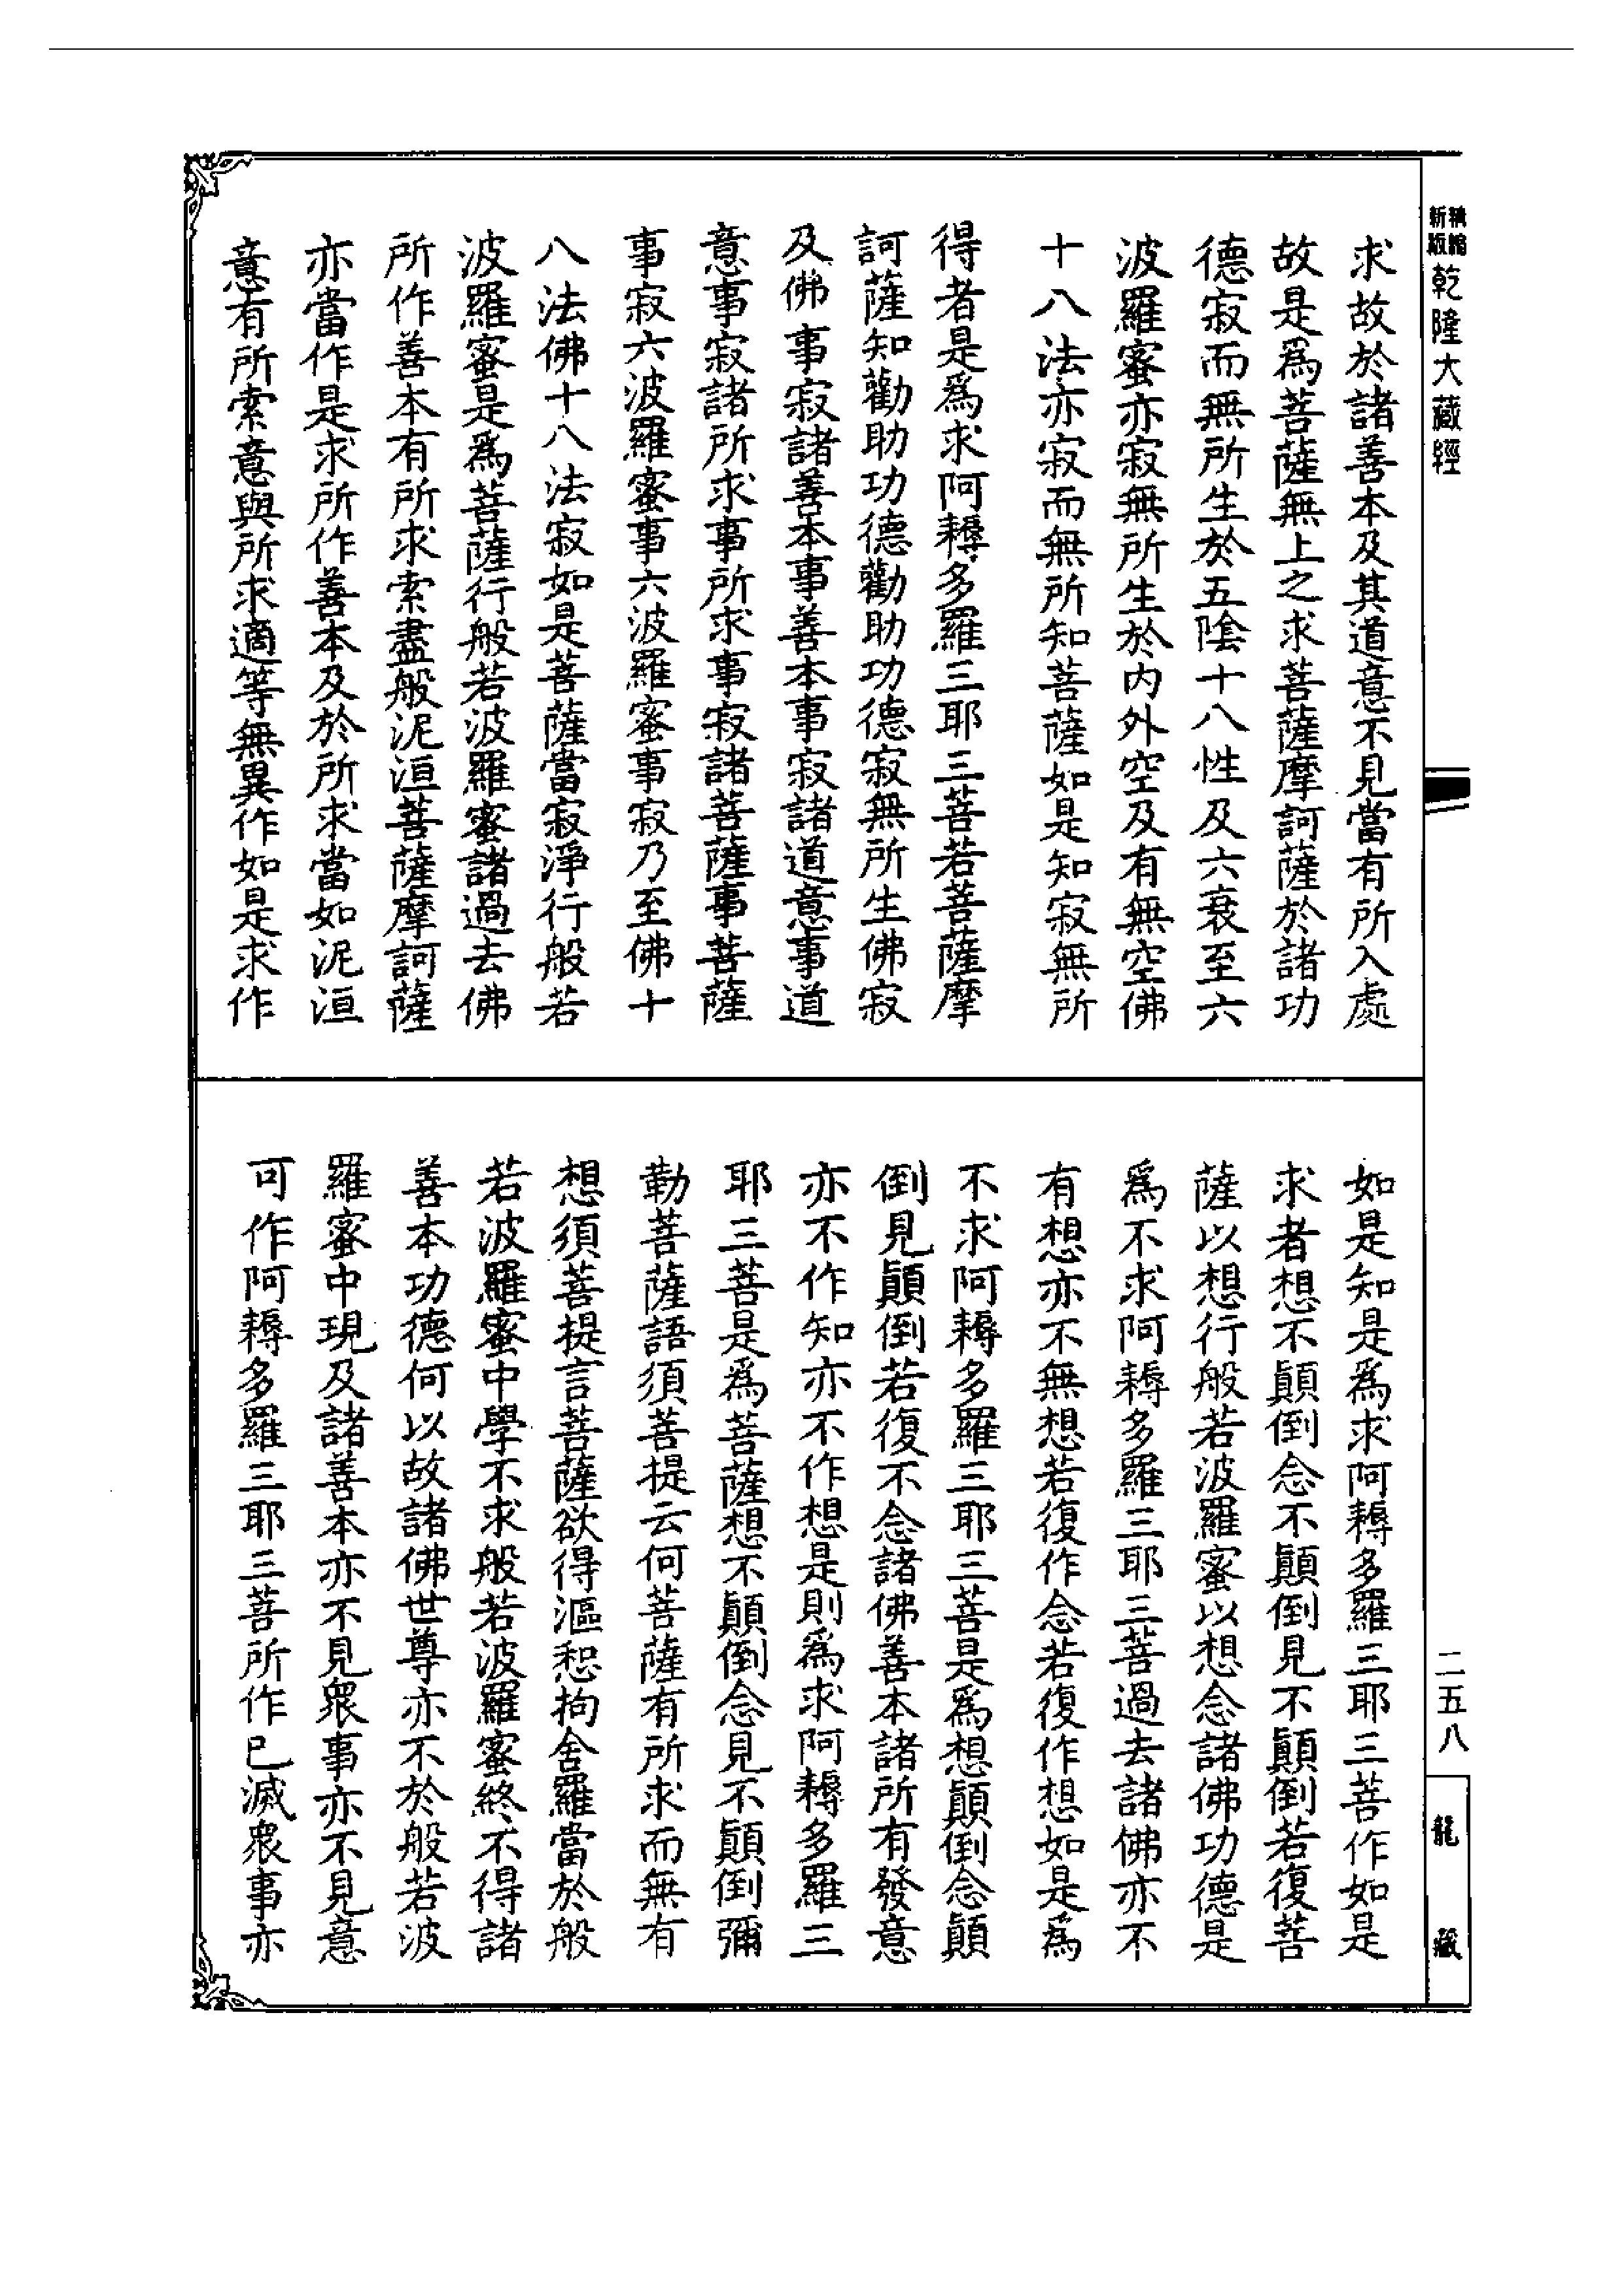 精縮
新版
乾隆大藏經
求故於諸善本及其道意不見當有所入處
故是為菩薩無上之求菩薩摩訶薩於諸功
德寂而無所生於五陰十八性及六衰至六
波羅蜜亦寂無所生於內外空及有無空佛
十八法亦寂而無所知菩薩如是知寂無所
得者是為求阿耨多羅三耶三菩若菩薩摩
訶薩知勸助功德勸助功德寂無所生佛寂
及佛事寂諸善本事善本事寂諸道意事道
意事寂諸所求事所求事寂諸菩薩事菩薩
事寂六波羅蜜事六波羅蜜事寂乃至佛十
八法佛十八法寂如是菩薩當寂淨行般若
波羅蜜是為菩薩行般若波羅蜜諸過去佛
所作善本有所求索盡般泥洹菩薩摩訶薩
亦當作是求所作善本及於所求當如泥洹
意有所索意與所求適等無異作如是求作
如是知是為求阿耨多羅三耶三菩作如是
求者想不顛倒念不顛倒見不顛倒若復菩
薩以想行般若波羅蜜以想念諸佛功德是
為不求阿耨多羅三耶三菩過去諸佛亦不
有想亦不無想若復作念若復作想如是為
不求阿耨多羅三耶三菩是為想顛倒念顛
倒見顛倒若復不念諸佛善本諸所有發意
亦不作知亦不作想是則為求阿耨多羅三
耶三菩是為菩薩想不顛倒念見不顛倒彌
勒菩薩語須菩提云何菩薩有所求而無有
想須菩提言菩薩欲得漚惒拘舍羅當於般
若波羅蜜中學不求般若波羅蜜終不得諸
善本功德何以故諸佛世尊亦不於般若波
羅蜜中現及諸善本亦不見眾事亦不見意
可作阿耨多羅三耶三菩所作已滅眾事亦
二五八
龍藏